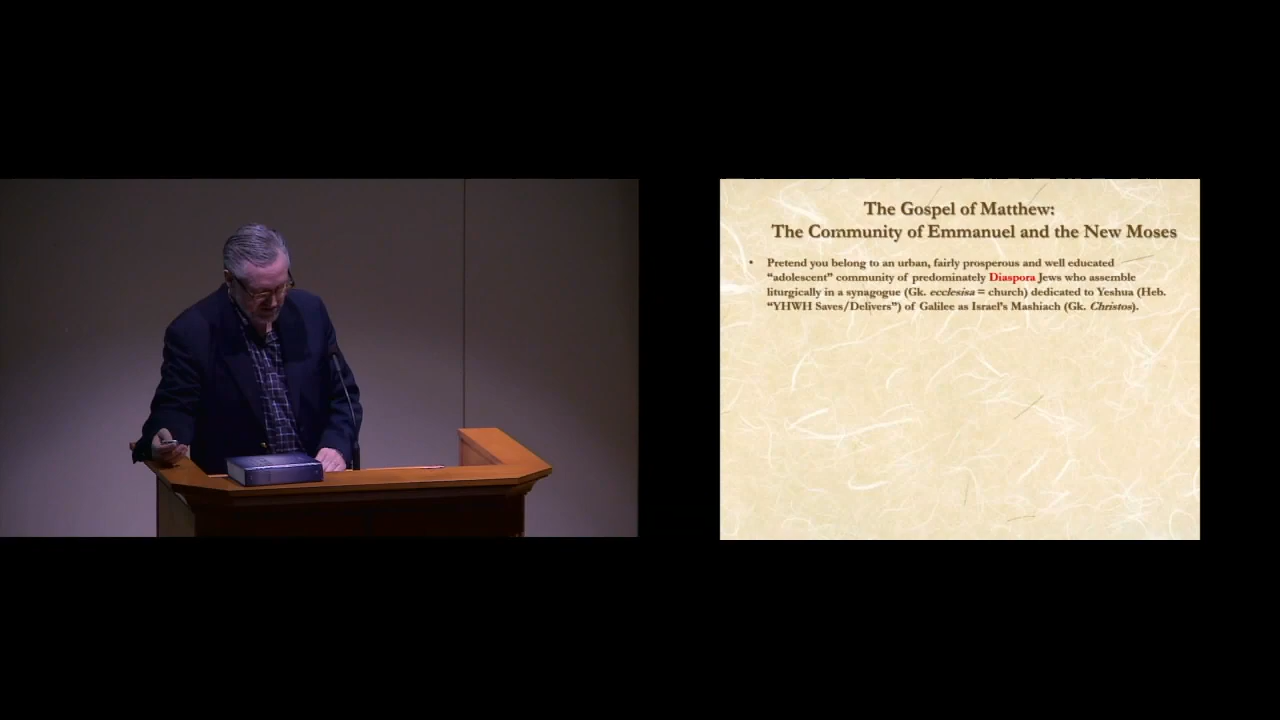 The Gospel of Matthew:
The Community of Emmanuel and the New Moses
• Pretend you belong to an urban, fairly prosperous and well educated
“adolescent” community of predominately Diaspora Jews who assemble
liturgically in a synagogue (Gk. ecclesisa = church) dedicated to Yeshua (Heb.
“YHWH Saves/Delivers”) of Galilee as Israel’s Mashiach (Gk. Christos).